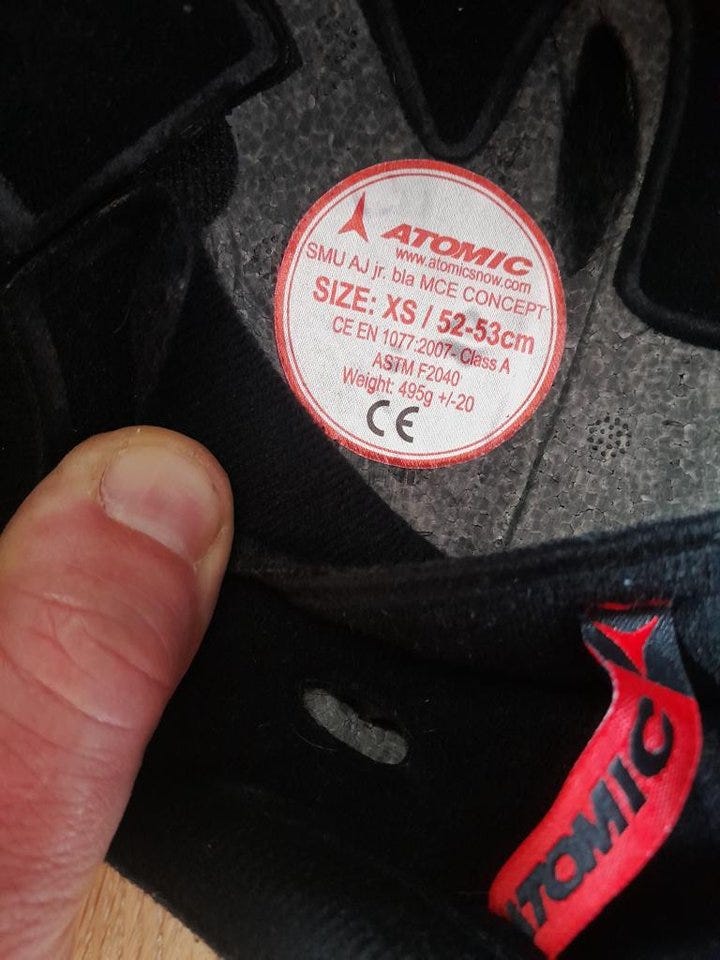 ATOMIC
www.atomicsnow.com
SMU AJ jr. bla MCE CONCEPT
SIZE: XS / 52-53cm
CE EN 1077:2007- Class A
ASTM F2040
Weight: 495g +/-20
CE
ATOMIC